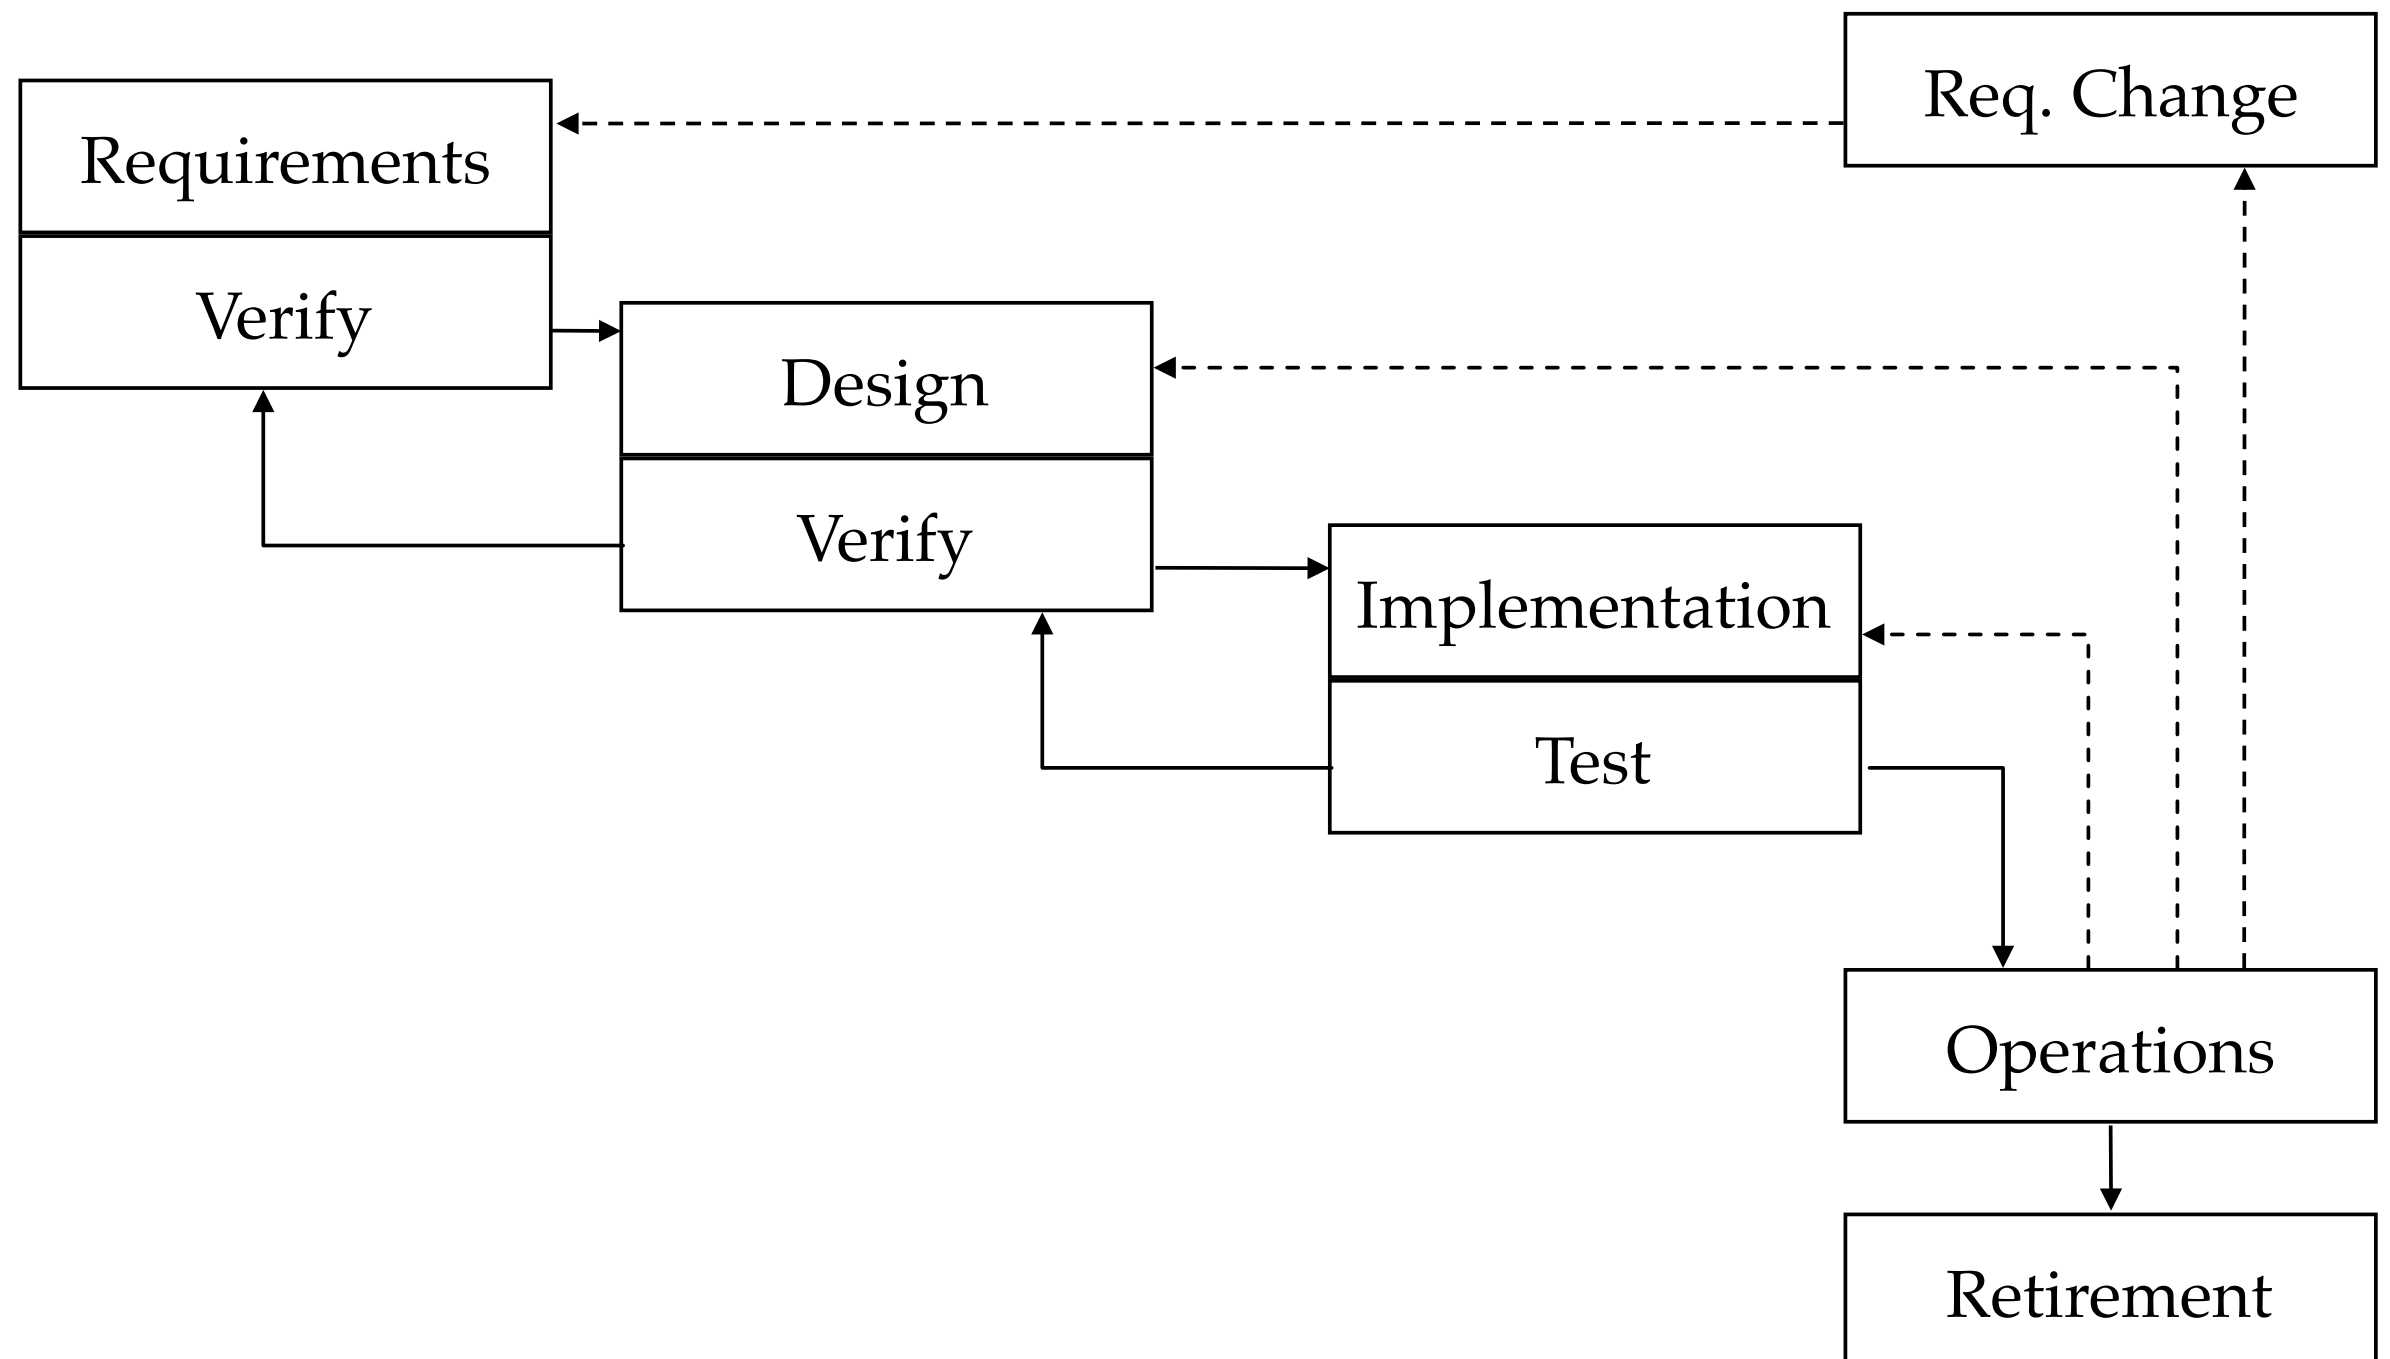 Req. Change
Requirements
Verify
Design
Verify
Implementation
Test
Operations
Retirement